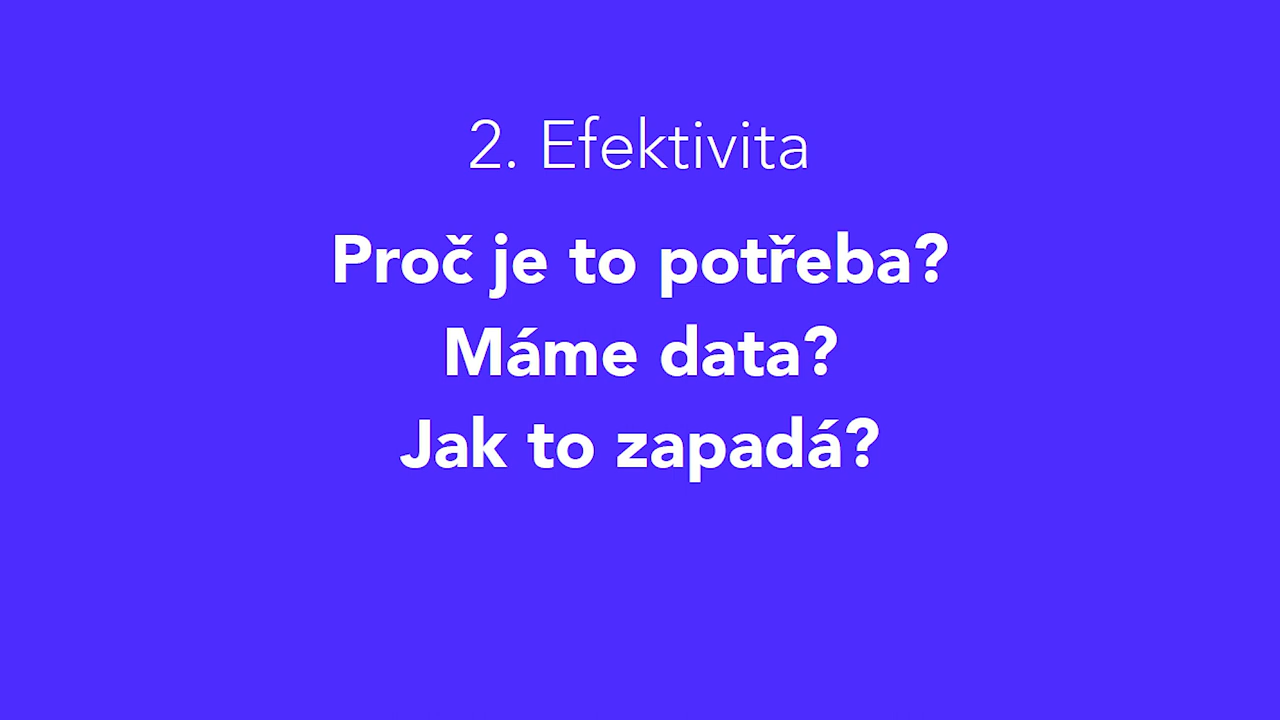 2. Efektivita
Proč je to potřeba?
Máme data?
Jak to zapadá?